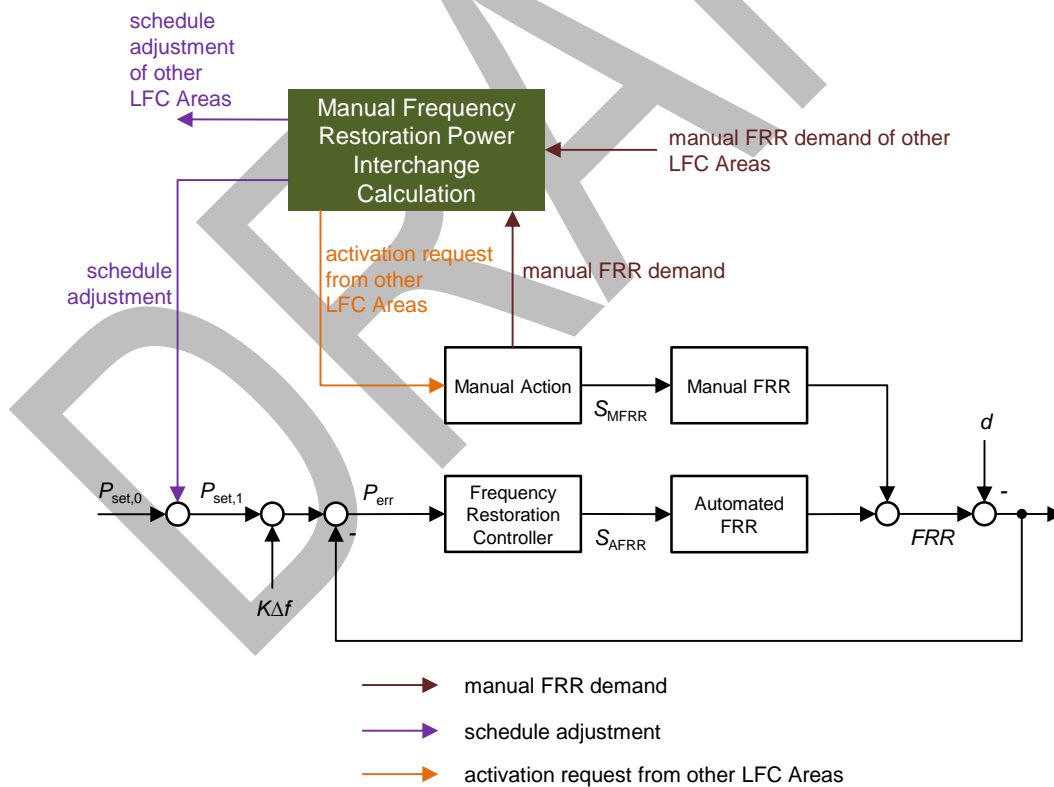 schedule
adjustment
of other
LFC Areas
Manual Frequency
Restoration Power
Interchange
Calculation
manual FRR demand of other
LFC Areas
schedule
adjustment
activation request
from other
LFC Areas
manual FRR demand
Manual Action
S_MFRR
Manual FRR
d
-
P_set,0
P_set,1
P_err
Frequency
Restoration
Controller
S_AFRR
Automated
FRR
FRR
-
KΔf
manual FRR demand
schedule adjustment
activation request from other LFC Areas
DRA